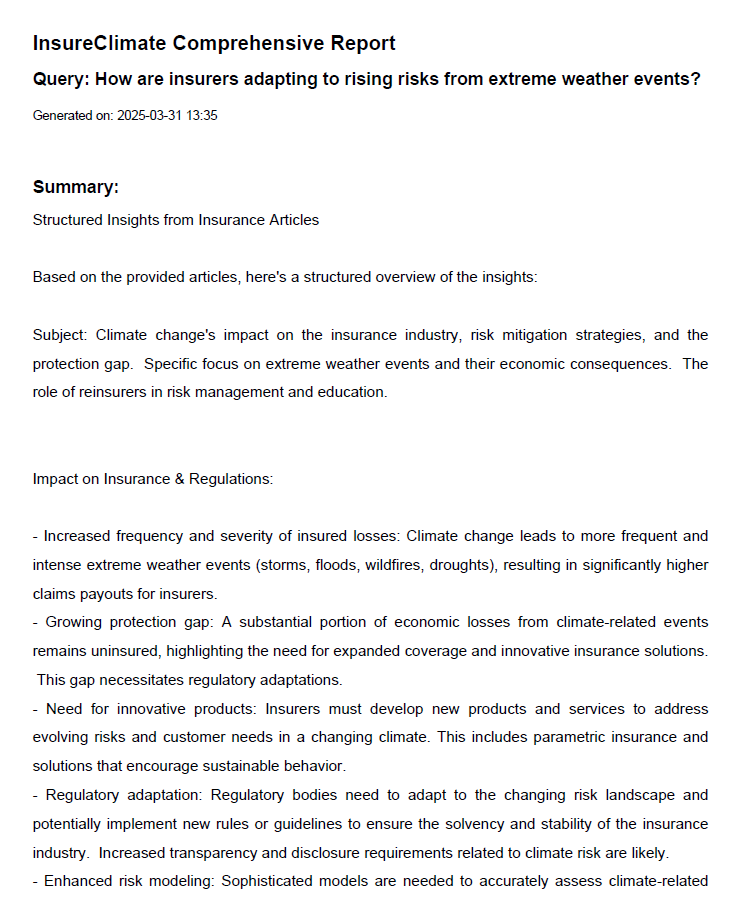 InsureClimate Comprehensive Report
Query: How are insurers adapting to rising risks from extreme weather events?
Generated on: 2025-03-31 13:35
Summary:
Structured Insights from Insurance Articles
Based on the provided articles, here's a structured overview of the insights:
Subject: Climate change's impact on the insurance industry, risk mitigation strategies, and the
protection gap.  Specific focus on extreme weather events and their economic consequences.  The
role of reinsurers in risk management and education.
Impact on Insurance & Regulations:
- Increased frequency and severity of insured losses: Climate change leads to more frequent and
intense extreme weather events (storms, floods, wildfires, droughts), resulting in significantly higher
claims payouts for insurers.
- Growing protection gap: A substantial portion of economic losses from climate-related events
remains uninsured, highlighting the need for expanded coverage and innovative insurance solutions.
This gap necessitates regulatory adaptations.
- Need for innovative products: Insurers must develop new products and services to address
evolving risks and customer needs in a changing climate. This includes parametric insurance and
solutions that encourage sustainable behavior.
- Regulatory adaptation: Regulatory bodies need to adapt to the changing risk landscape and
potentially implement new rules or guidelines to ensure the solvency and stability of the insurance
industry.  Increased transparency and disclosure requirements related to climate risk are likely.
- Enhanced risk modeling: Sophisticated models are needed to accurately assess climate-related